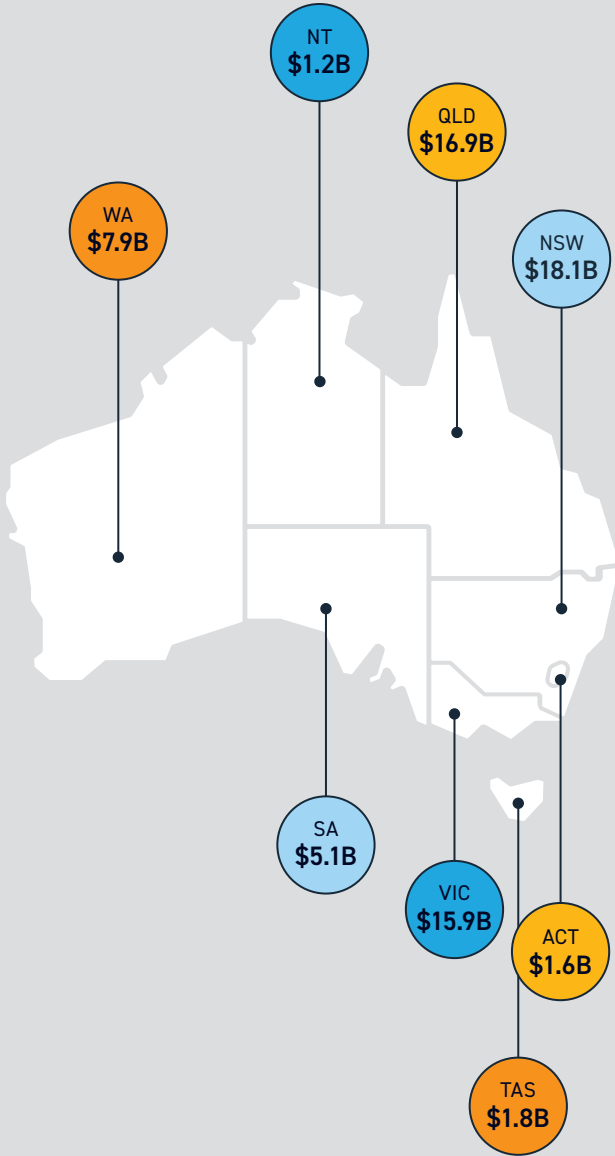 NT
$1.2B
QLD
$16.9B
WA
$7.9B
NSW
$18.1B
SA
$5.1B
VIC
$15.9B
ACT
$1.6B
TAS
$1.8B